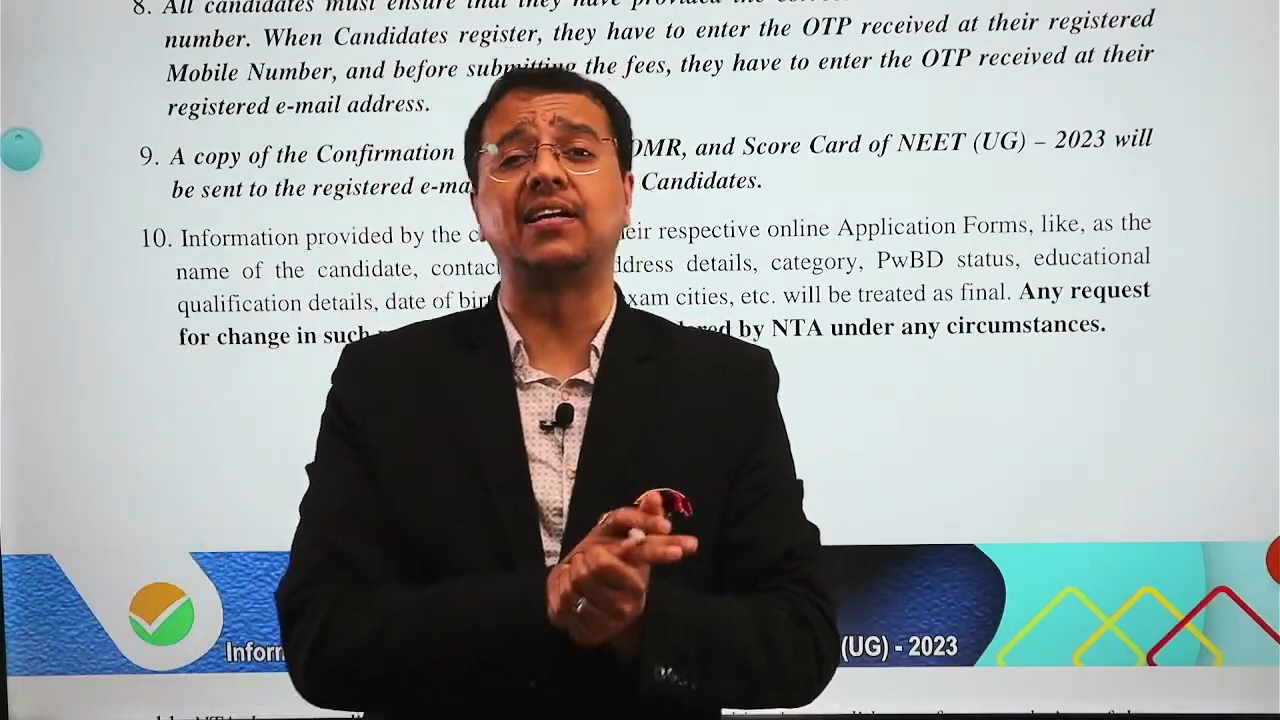 8. All candidates must ensure that they have provided the
number. When Candidates register, they have to enter the OTP received at their registered
Mobile Number, and before submitting the fees, they have to enter the OTP received at their
registered e-mail address.
9. A copy of the Confirmation OMR, and Score Card of NEET (UG) – 2023 will
be sent to the registered e-ma Candidates.
10. Information provided by the c eir respective online Application Forms, like, as the
name of the candidate, contac ddress details, category, PwBD status, educational
qualification details, date of birt exam cities, etc. will be treated as final. Any request
for change in such by NTA under any circumstances.
Inform (UG) - 2023